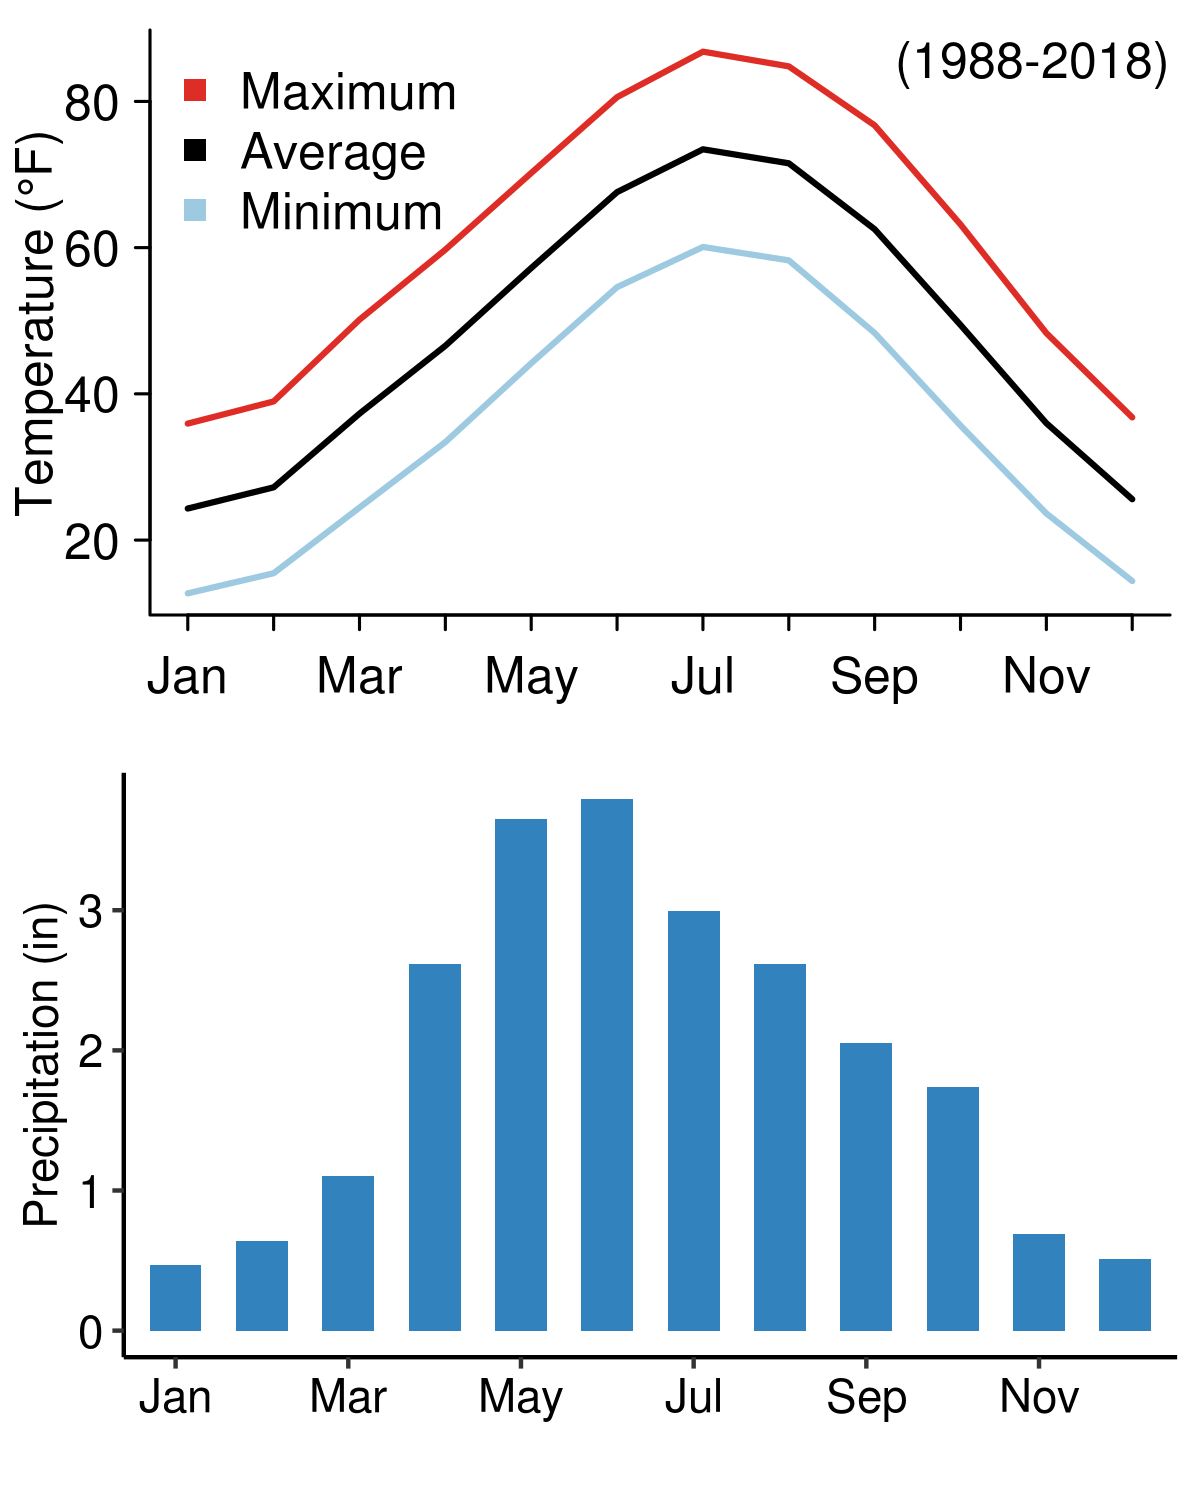 (1988-2018)
Maximum
Average
Minimum
Temperature (°F)
80
60
40
20
Jan Mar May Jul Sep Nov
Precipitation (in)
3
2
1
0
Jan Mar May Jul Sep Nov